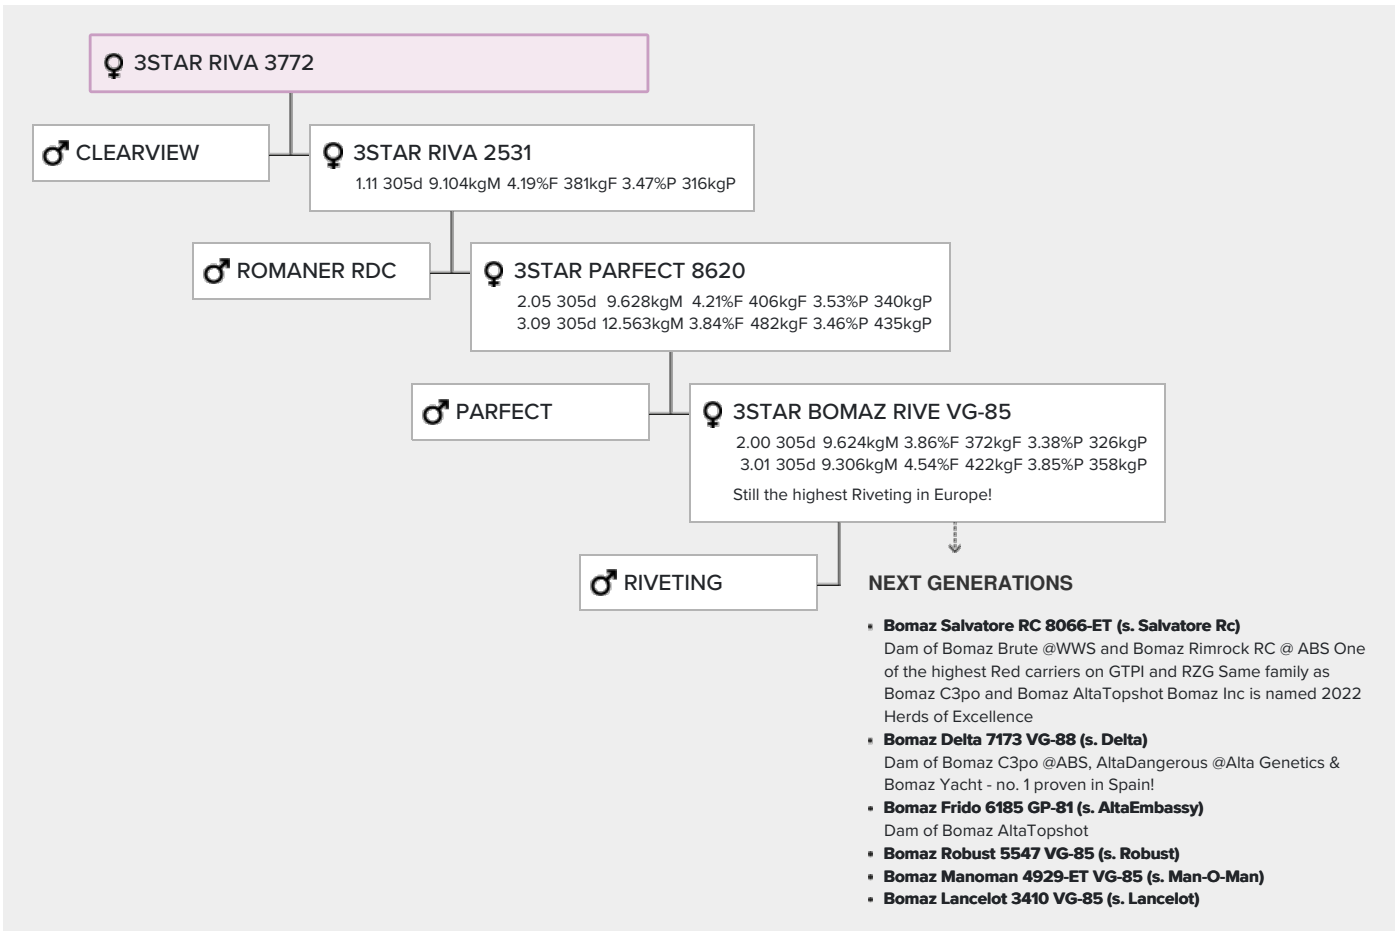 3STAR RIVA 3772
CLEARVIEW
3STAR RIVA 2531
1.11 305d 9.104kgM 4.19%F 381kgF 3.47%P 316kgP
ROMANER RDC
3STAR PARFECT 8620
2.05 305d 9.628kgM 4.21%F 406kgF 3.53%P 340kgP
3.09 305d 12.563kgM 3.84%F 482kgF 3.46%P 435kgP
PARFECT
3STAR BOMAZ RIVE VG-85
2.00 305d 9.624kgM 3.86%F 372kgF 3.38%P 326kgP
3.01 305d 9.306kgM 4.54%F 422kgF 3.85%P 358kgP
Still the highest Riveting in Europe!
RIVETING
NEXT GENERATIONS
Bomaz Salvatore RC 8066-ET (s. Salvatore Rc)
Dam of Bomaz Brute @WWS and Bomaz Rimrock RC @ ABS One
of the highest Red carriers on GTPI and RZG Same family as
Bomaz C3po and Bomaz AltaTopshot Bomaz Inc is named 2022
Herds of Excellence
Bomaz Delta 7173 VG-88 (s. Delta)
Dam of Bomaz C3po @ABS, AltaDangerous @Alta Genetics &
Bomaz Yacht - no. 1 proven in Spain!
Bomaz Frido 6185 GP-81 (s. AltaEmbassy)
Dam of Bomaz AltaTopshot
Bomaz Robust 5547 VG-85 (s. Robust)
Bomaz Manoman 4929-ET VG-85 (s. Man-O-Man)
Bomaz Lancelot 3410 VG-85 (s. Lancelot)